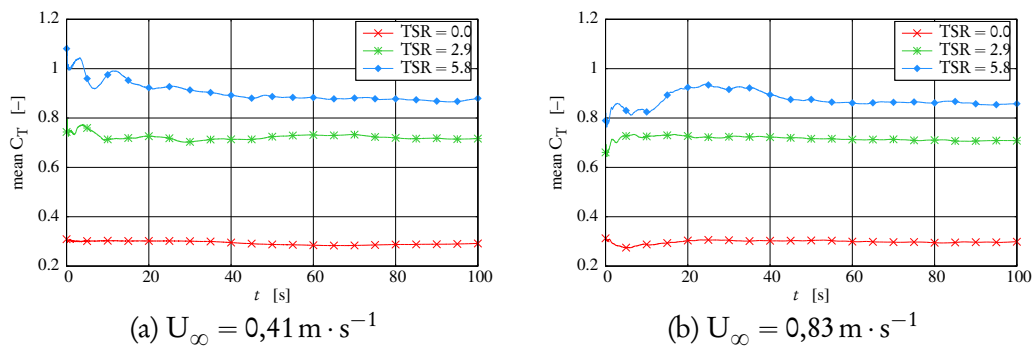 1.2
1
0.8
0.6
0.4
0.2
mean C_T [–]
TSR = 0.0
TSR = 2.9
TSR = 5.8
0 20 40 60 80 100
t [s]
(a) U_∞ = 0,41 m · s⁻¹
1.2
1
0.8
0.6
0.4
0.2
mean C_T [–]
TSR = 0.0
TSR = 2.9
TSR = 5.8
0 20 40 60 80 100
t [s]
(b) U_∞ = 0,83 m · s⁻¹